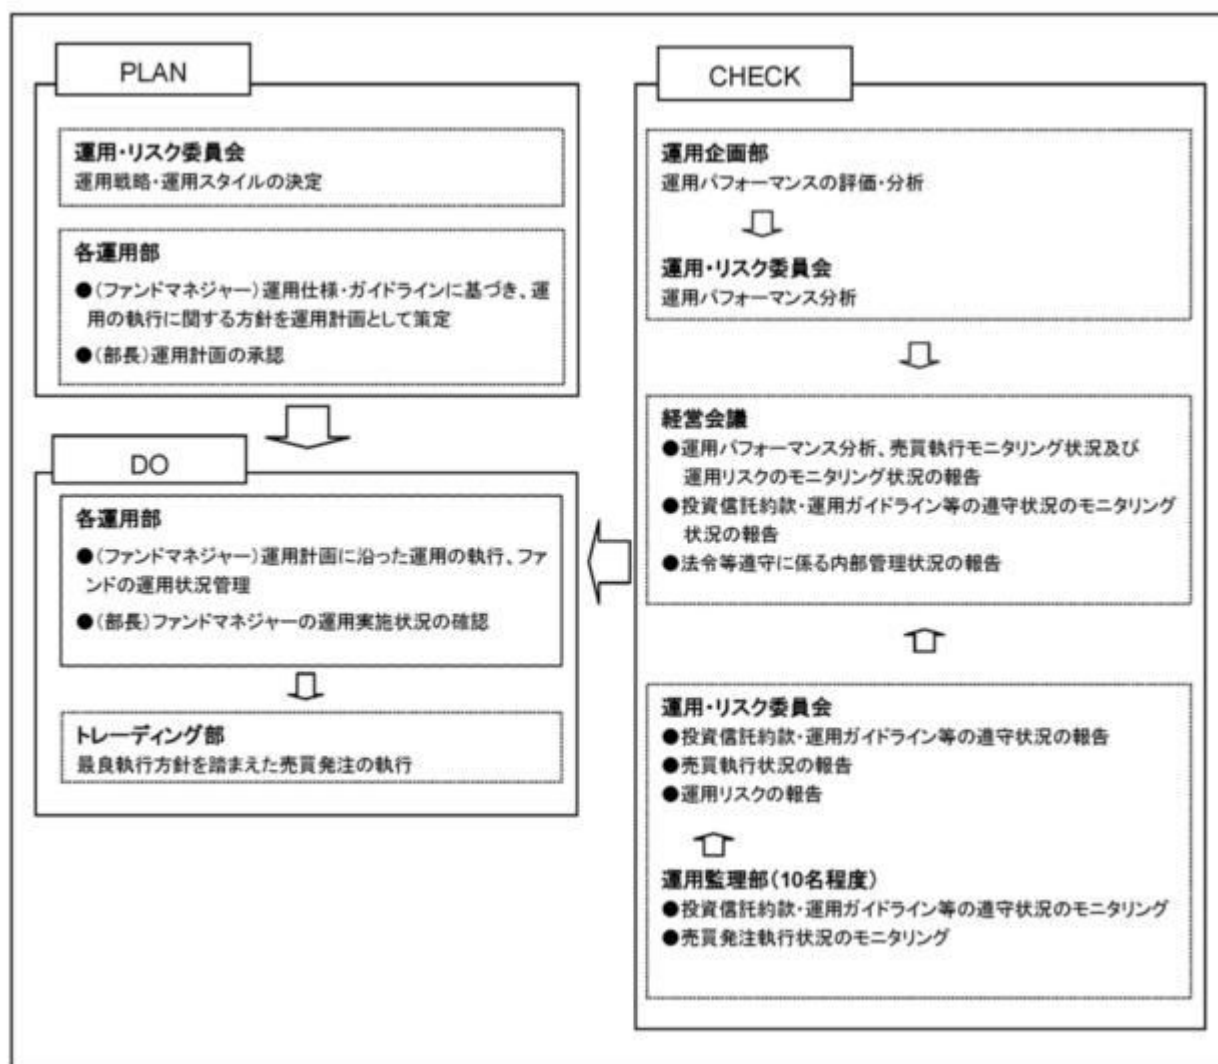 PLAN
運用・リスク委員会
運用戦略・運用スタイルの決定
各運用部
●(ファンドマネジャー)運用仕様・ガイドラインに基づき、運
用の執行に関する方針を運用計画として策定
●(部長)運用計画の承認
DO
各運用部
●(ファンドマネジャー)運用計画に沿った運用の執行、ファ
ンドの運用状況管理
●(部長)ファンドマネジャーの運用実施状況の確認
トレーディング部
最良執行方針を踏まえた売買発注の執行
CHECK
運用企画部
運用パフォーマンスの評価・分析
運用・リスク委員会
運用パフォーマンス分析
経営会議
●運用パフォーマンス分析、売買執行モニタリング状況及び
運用リスクのモニタリング状況の報告
●投資信託約款・運用ガイドライン等の遵守状況のモニタリング
状況の報告
●法令等遵守に係る内部管理状況の報告
運用・リスク委員会
●投資信託約款・運用ガイドライン等の遵守状況の報告
●売買執行状況の報告
●運用リスクの報告
運用監理部(10名程度)
●投資信託約款・運用ガイドライン等の遵守状況のモニタリング
●売買発注執行状況のモニタリング